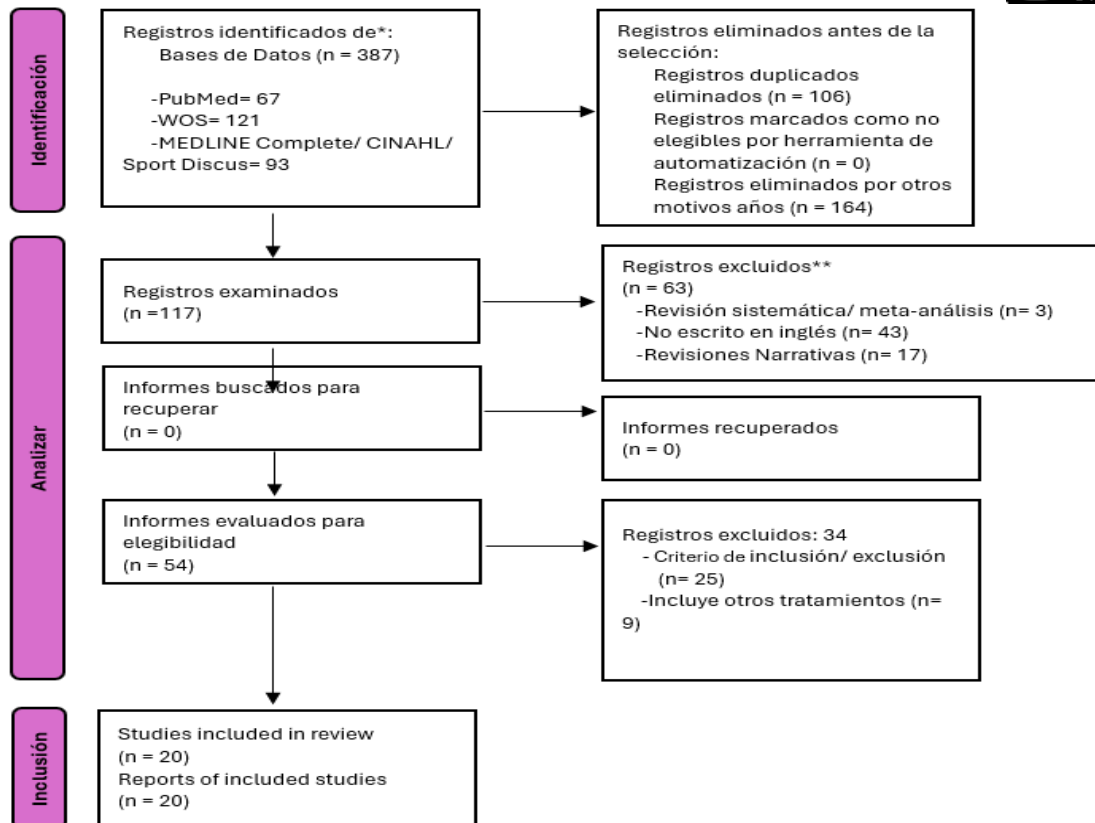 Identificación
Registros identificados de*:
Bases de Datos (n = 387)
-PubMed= 67
-WOS= 121
-MEDLINE Complete/ CINAHL/
Sport Discus= 93
Registros eliminados antes de la
selección:
Registros duplicados
eliminados (n = 106)
Registros marcados como no
elegibles por herramienta de
automatización (n = 0)
Registros eliminados por otros
motivos años (n = 164)
Analizar
Registros examinados
(n =117)
Registros excluidos**
(n = 63)
-Revisión sistemática/ meta-análisis (n= 3)
-No escrito en inglés (n= 43)
-Revisiones Narrativas (n= 17)
Informes buscados para
recuperar
(n = 0)
Informes recuperados
(n = 0)
Informes evaluados para
elegibilidad
(n = 54)
Registros excluidos: 34
- Criterio de inclusión/ exclusión
(n= 25)
-Incluye otros tratamientos (n=
9)
Inclusión
Studies included in review
(n = 20)
Reports of included studies
(n = 20)